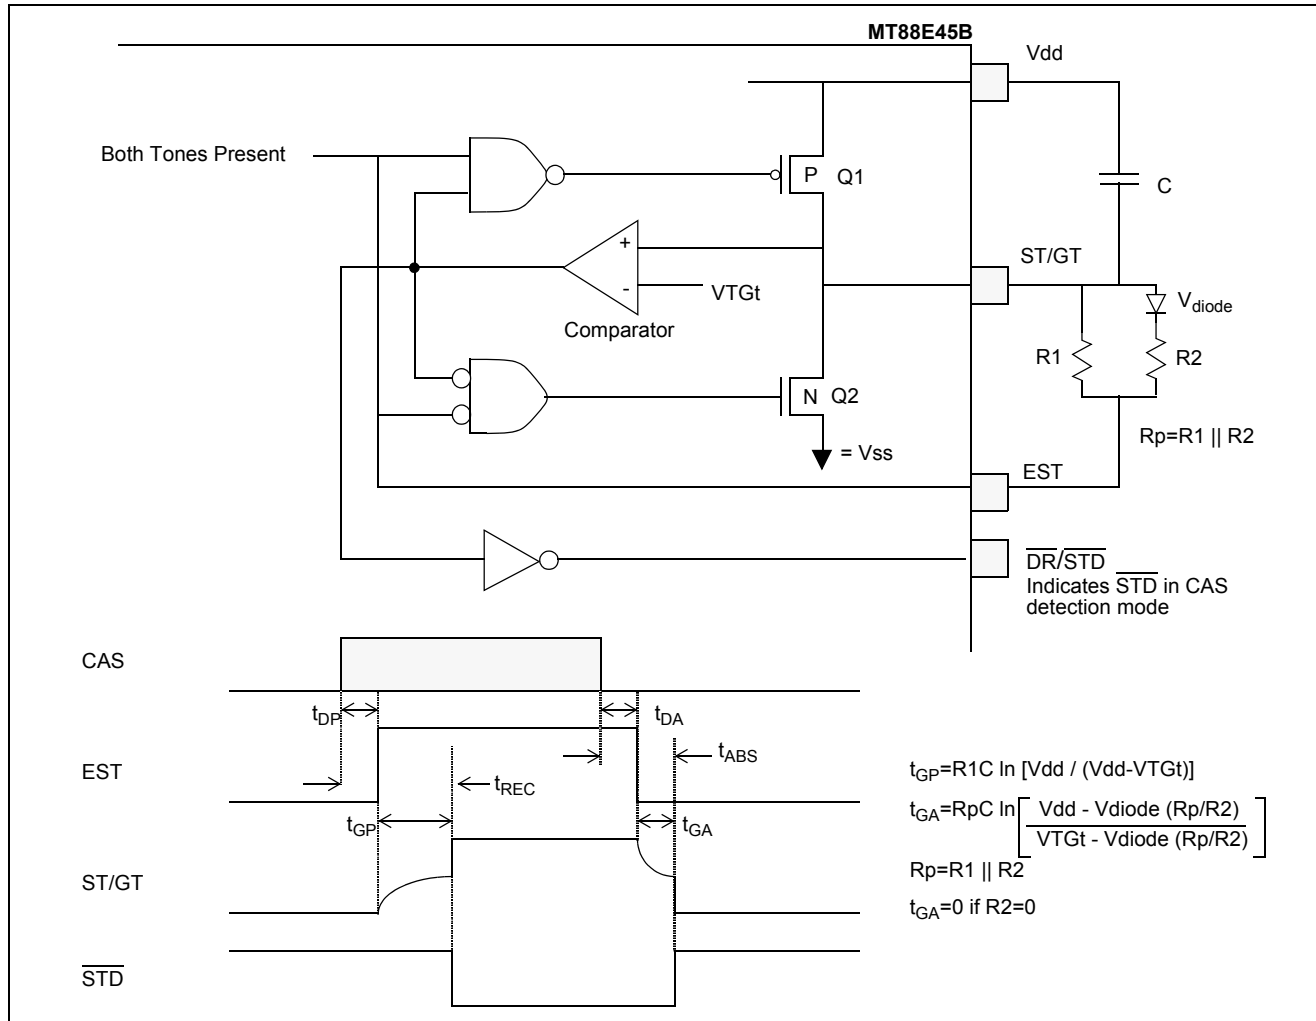 MT88E45B
Vdd
Both Tones Present
P
Q1
C
+
-
VTGt
Comparator
ST/GT
Vdiode
R1
R2
N
Q2
Rp=R1 || R2
= Vss
EST
DR/STD
Indicates STD in CAS
detection mode
CAS
tDP
tDA
tABS
EST
tREC
tGP
tGA
ST/GT
STD
tGP=R1C ln [Vdd / (Vdd-VTGt)]
tGA=RpC ln[ Vdd - Vdiode (Rp/R2)
VTGt - Vdiode (Rp/R2) ]
Rp=R1 || R2
tGA=0 if R2=0